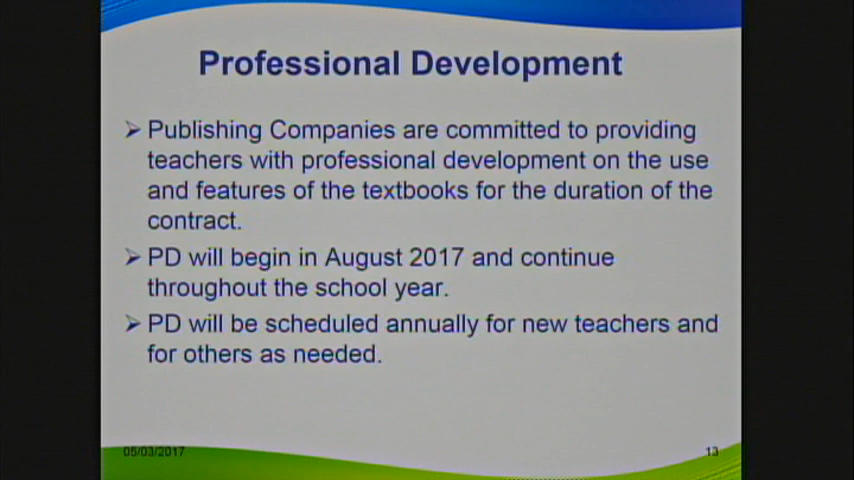 Professional Development
➢ Publishing Companies are committed to providing
teachers with professional development on the use
and features of the textbooks for the duration of the
contract.
➢ PD will begin in August 2017 and continue
throughout the school year.
➢ PD will be scheduled annually for new teachers and
for others as needed.
05/03/2017
13